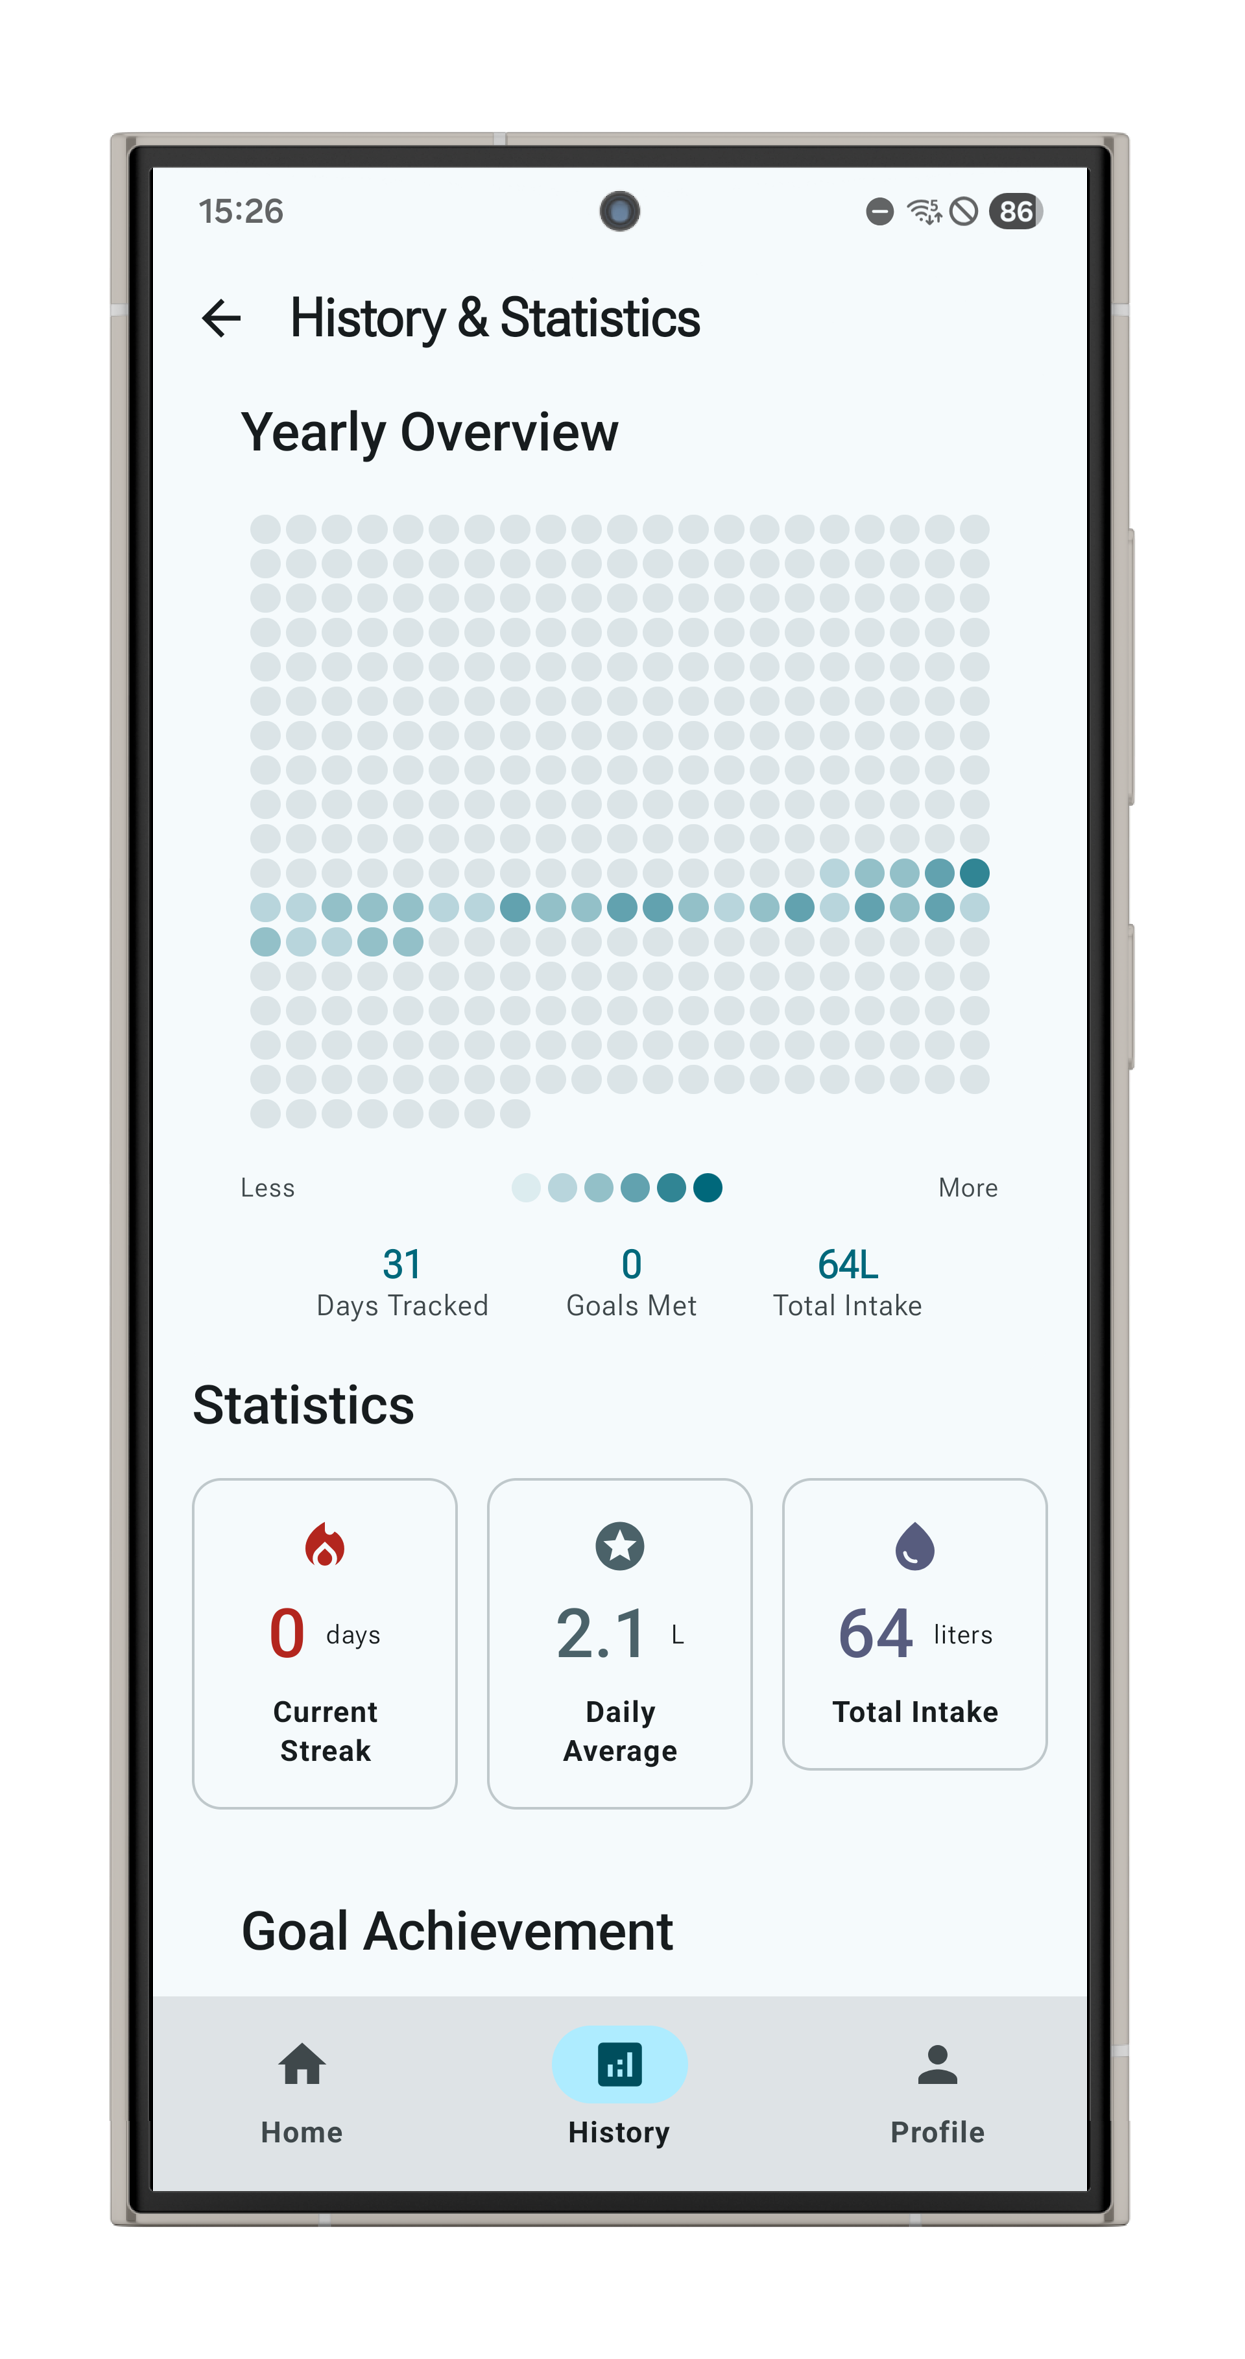 15:26
5
86
History & Statistics
Yearly Overview
Less
More
31
0
64L
Days Tracked
Goals Met
Total Intake
Statistics
0 days
2.1 L
64 liters
Current
Streak
Daily
Average
Total Intake
Goal Achievement
Home
History
Profile